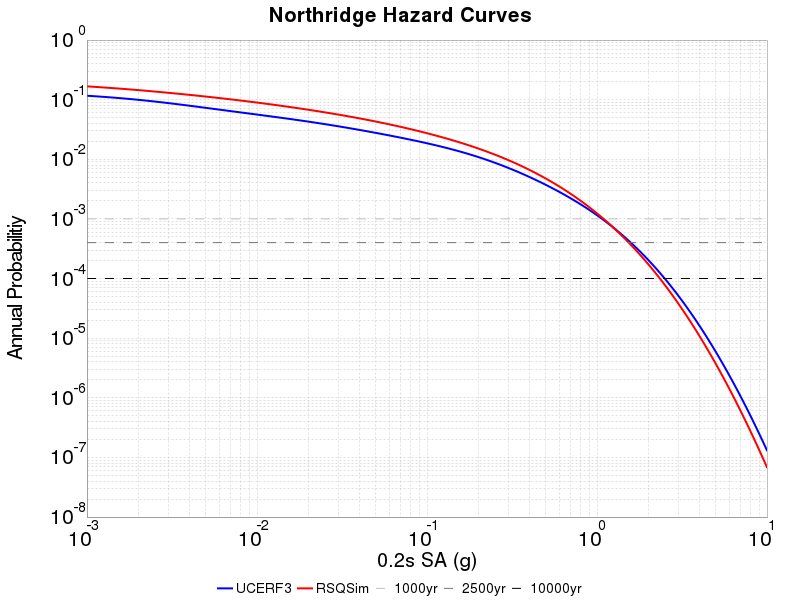 Northridge Hazard Curves
Annual Probabilitiy
10^0
10^-1
10^-2
10^-3
10^-4
10^-5
10^-6
10^-7
10^-8
10^-3 10^-2 10^-1 10^0 10^1
0.2s SA (g)
UCERF3 RSQSim 1000yr 2500yr 10000yr